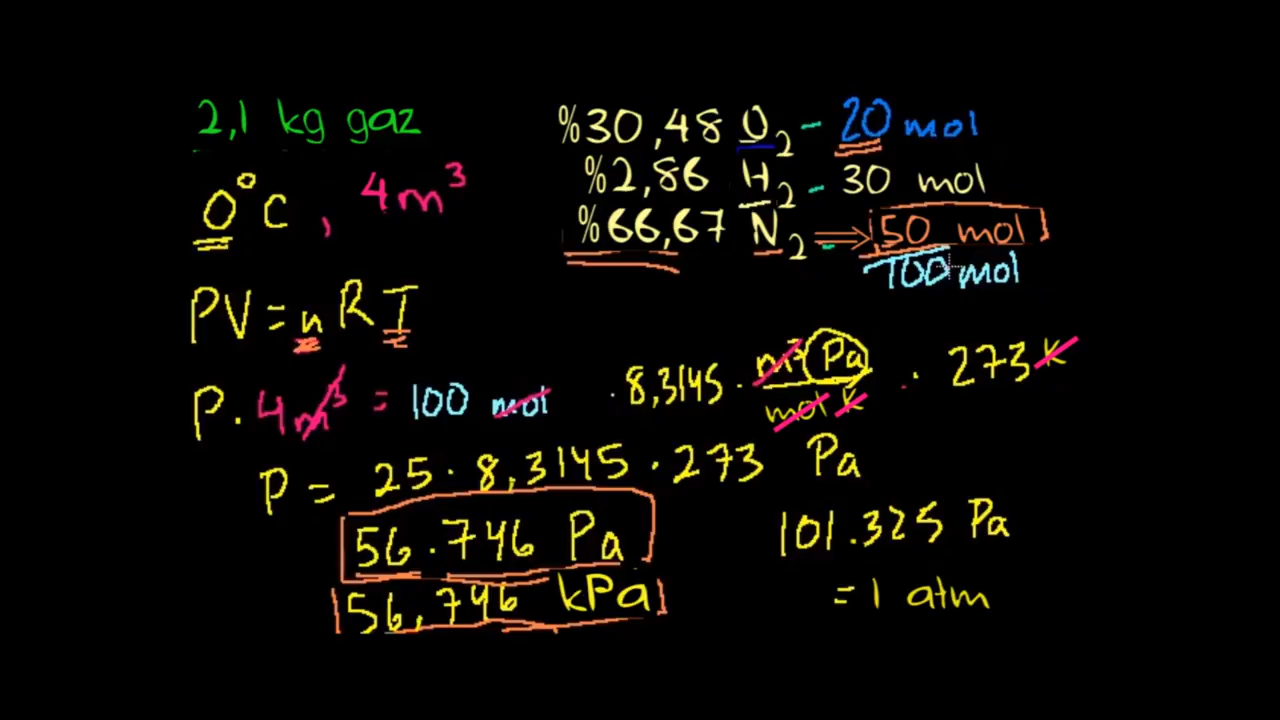 2,1 kg gaz
0°C, 4m³
%30,48 O₂ - 20 mol
%2,86 H₂ - 30 mol
%66,67 N₂ ⟹ 50 mol
100 mol
PV = nRT
P. 4m³ = 100 mol · 8,3145 · m³ Pa / mol K · 273 K
P = 25 · 8,3145 · 273 Pa
56.746 Pa
56,746 kPa
101.325 Pa
= 1 atm